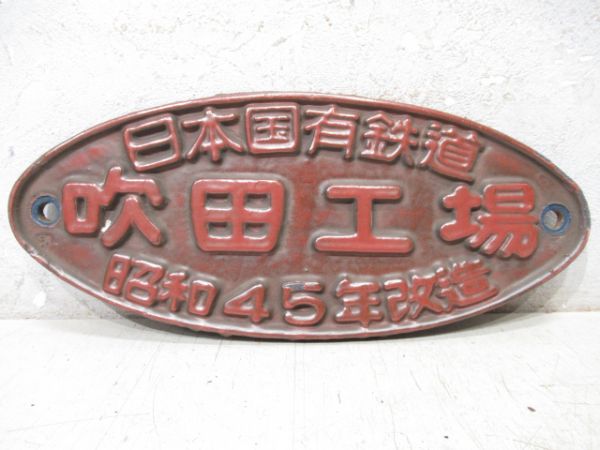 日本国有鉄道
吹田工場
昭和45年改造